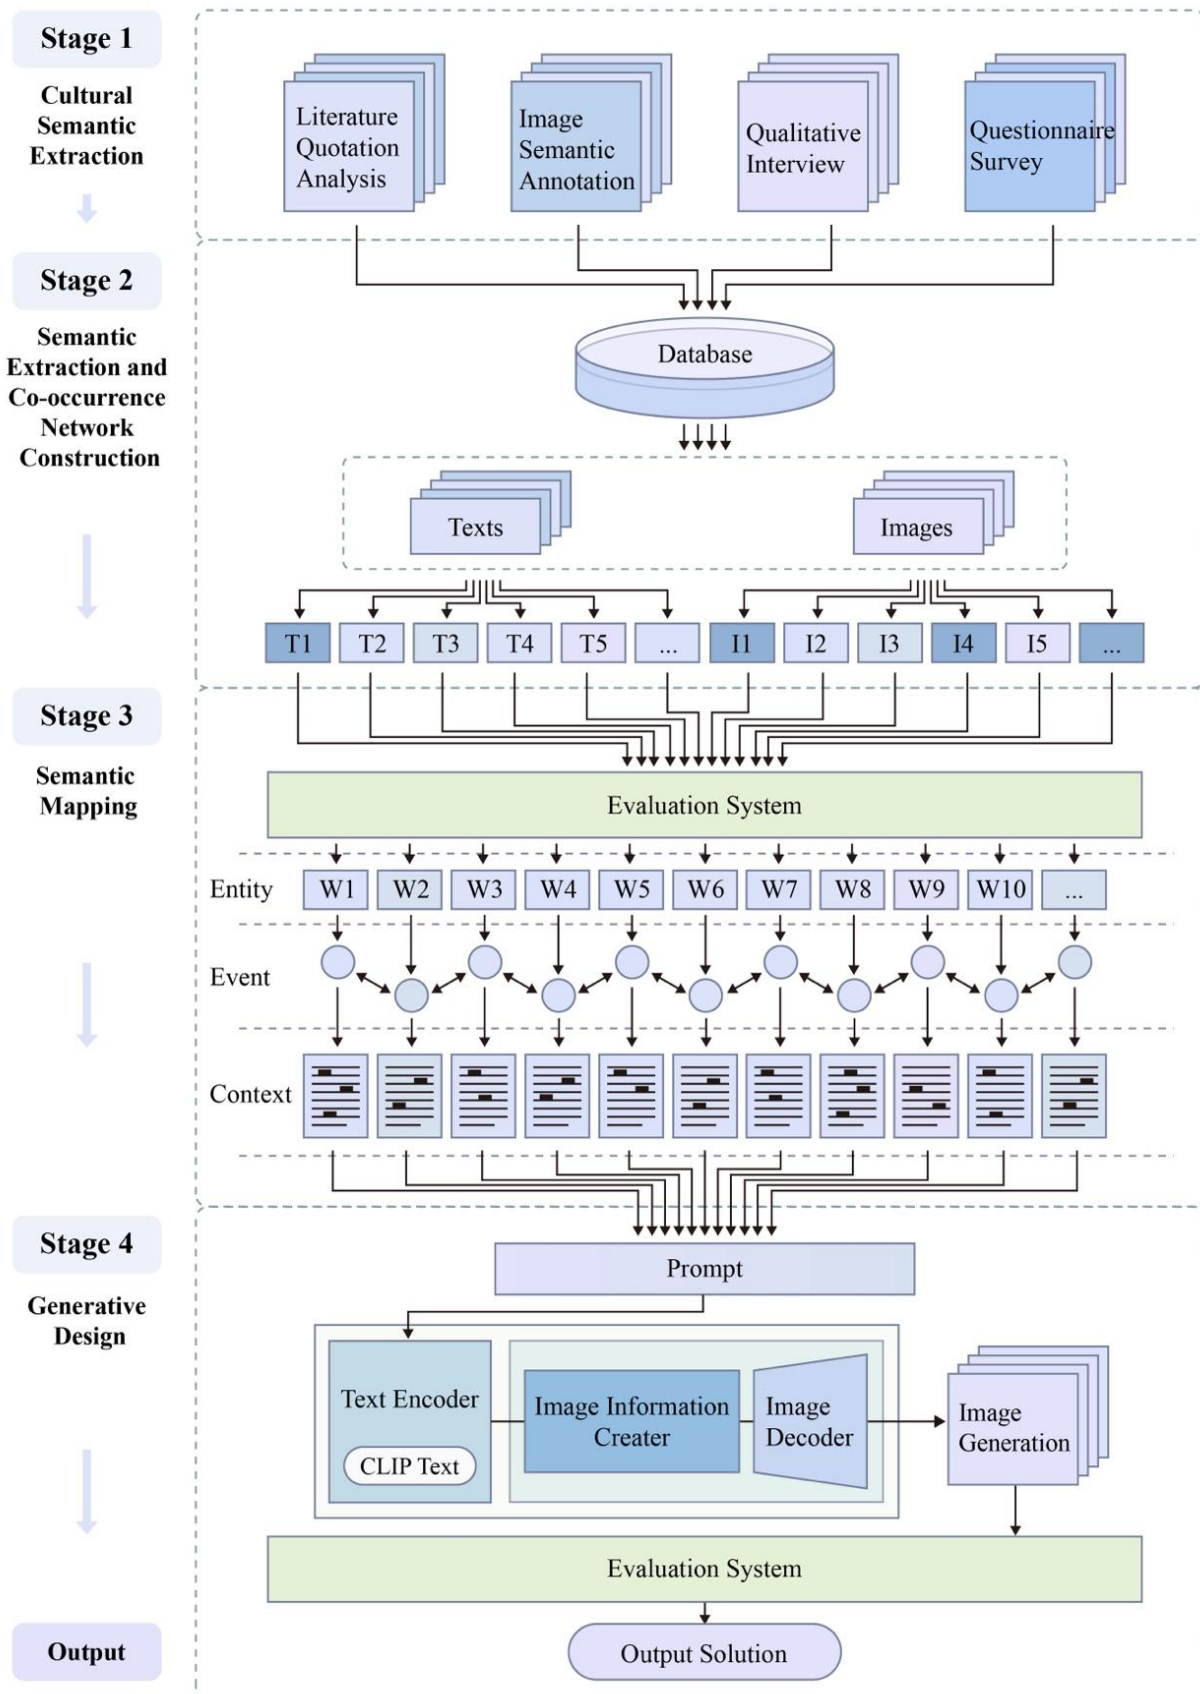 Stage 1
Cultural
Semantic
Extraction
Literature
Quotation
Analysis
Image
Semantic
Annotation
Qualitative
Interview
Questionnaire
Survey
Stage 2
Semantic
Extraction and
Co-occurrence
Network
Construction
Database
Texts
Images
T1
T2
T3
T4
T5
...
I1
I2
I3
I4
I5
...
Stage 3
Semantic
Mapping
Evaluation System
Entity
W1
W2
W3
W4
W5
W6
W7
W8
W9
W10
...
Event
Context
Stage 4
Generative
Design
Prompt
Text Encoder
CLIP Text
Image Information
Creater
Image
Decoder
Image
Generation
Evaluation System
Output
Output Solution